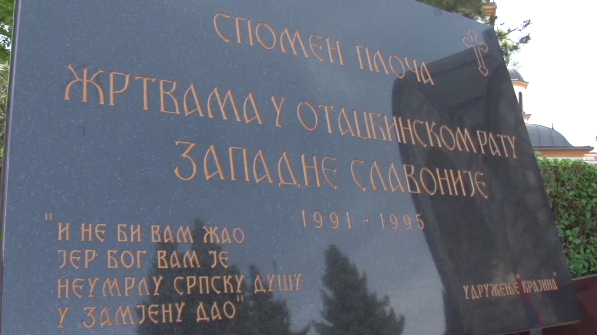 СПОМЕН ПЛОЧА
ЖРТВАМА У ОТАЏБИНСКОМ РАТУ
ЗАПАДНЕ СЛАВОНИЈЕ
1991 - 1995
"И НЕ БИ ВАМ ЖАО
ЈЕР БОГ ВАМ ЈЕ
НЕУМРЛУ СРПСКУ ДУШУ
У ЗАМЈЕНУ ДАО"
УДРУЖЕЊЕ "КРАЈИНА"